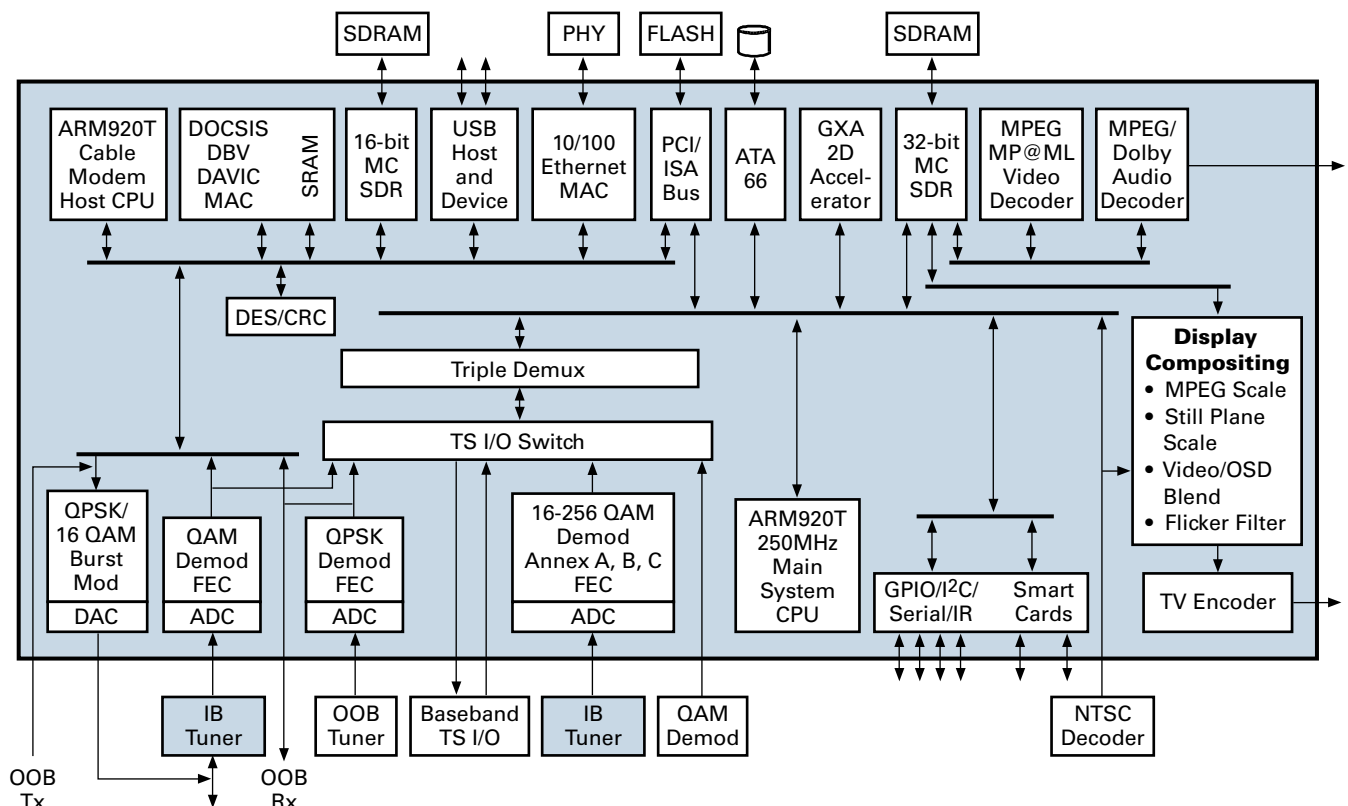 SDRAM
PHY
FLASH
SDRAM
ARM920T
Cable
Modem
Host CPU
DOCSIS
DBV
DAVIC
MAC
SRAM
16-bit
MC
SDR
USB
Host
and
Device
10/100
Ethernet
MAC
PCI/
ISA
Bus
ATA
66
GXA
2D
Accel-
erator
32-bit
MC
SDR
MPEG
MP@ML
Video
Decoder
MPEG/
Dolby
Audio
Decoder
DES/CRC
Triple Demux
TS I/O Switch
Display
Compositing
• MPEG Scale
• Still Plane
Scale
• Video/OSD
Blend
• Flicker Filter
QPSK/
16 QAM
Burst
Mod
DAC
QAM
Demod
FEC
ADC
QPSK
Demod
FEC
ADC
16-256 QAM
Demod
Annex A, B, C
FEC
ADC
ARM920T
250MHz
Main
System
CPU
GPIO/I²C/
Serial/IR
Smart
Cards
TV Encoder
IB
Tuner
OOB
Tuner
Baseband
TS I/O
IB
Tuner
QAM
Demod
NTSC
Decoder
OOB
Tx
OOB
Rx